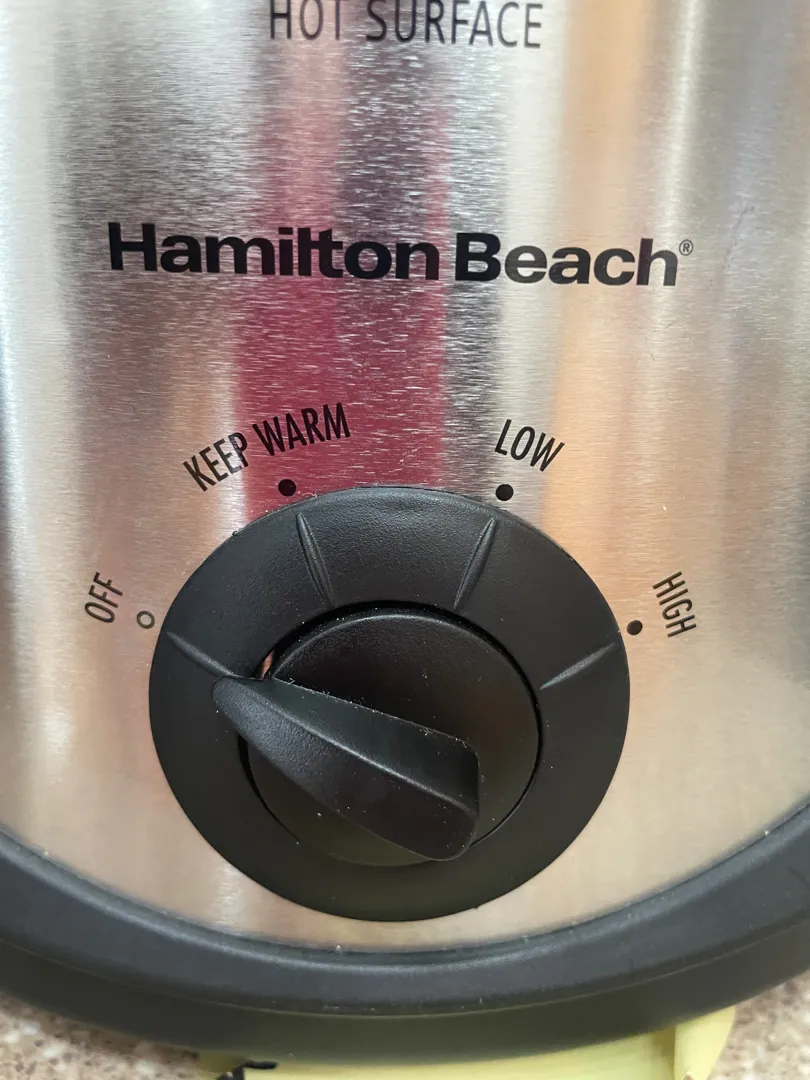 HOT SURFACE
Hamilton Beach®
KEEP WARM
LOW
OFF
HIGH